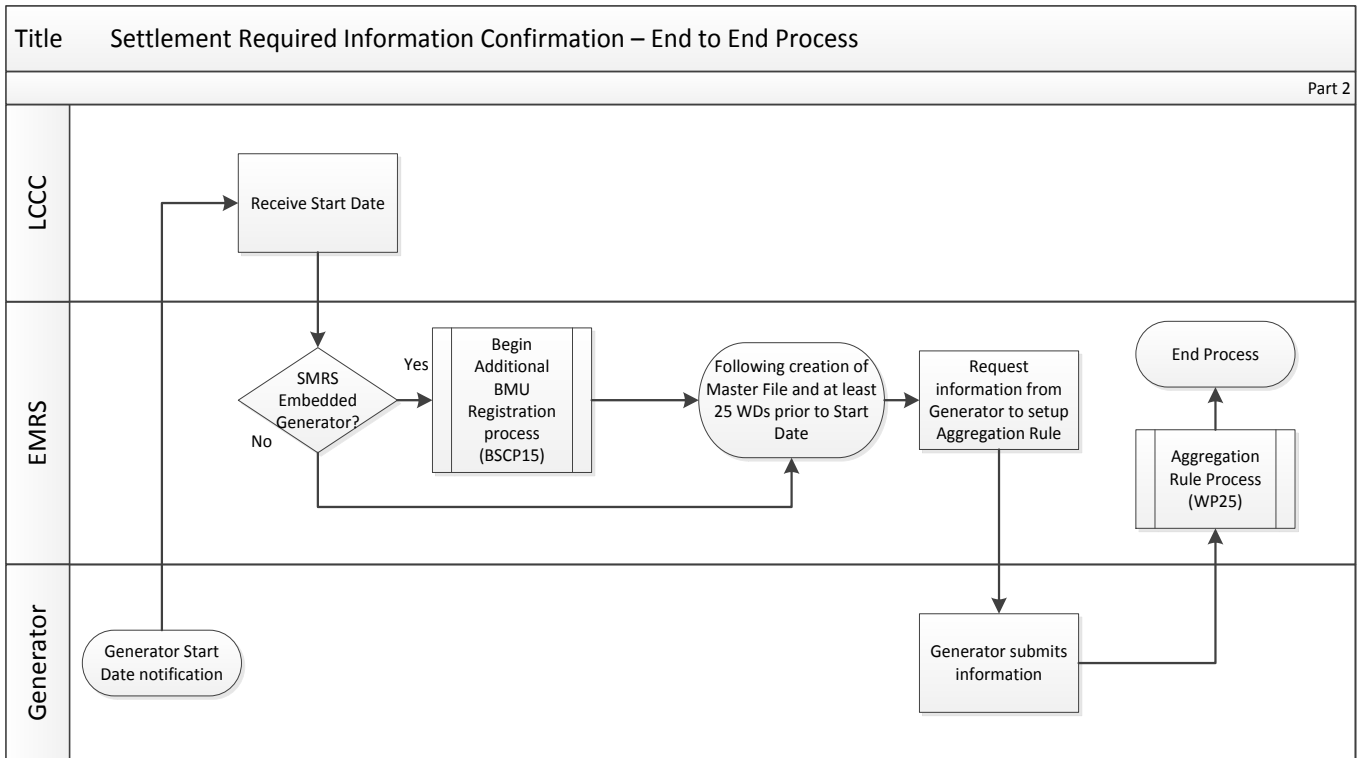 Title Settlement Required Information Confirmation – End to End Process
Part 2
LCCC
Receive Start Date
EMRS
SMRS
Embedded
Generator?
Yes
No
Begin
Additional
BMU
Registration
process
(BSCP15)
Following creation of
Master File and at least
25 WDs prior to Start
Date
Request
information from
Generator to setup
Aggregation Rule
End Process
Aggregation
Rule Process
(WP25)
Generator
Generator Start
Date notification
Generator submits
information